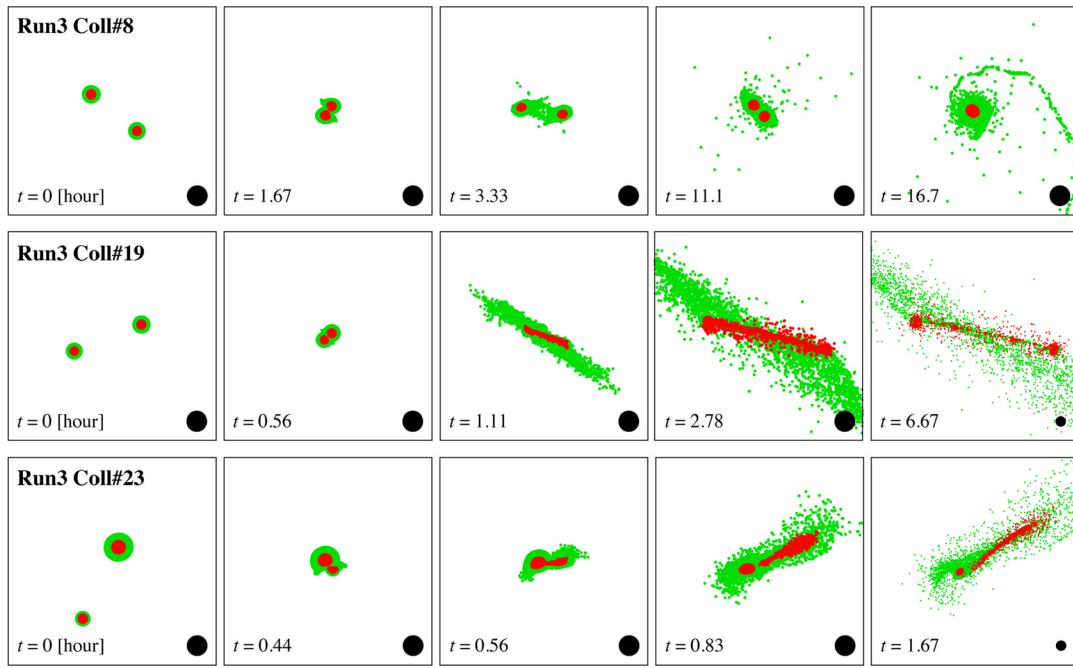 Run3 Coll#8
t = 0 [hour]
t = 1.67
t = 3.33
t = 11.1
t = 16.7
Run3 Coll#19
t = 0 [hour]
t = 0.56
t = 1.11
t = 2.78
t = 6.67
Run3 Coll#23
t = 0 [hour]
t = 0.44
t = 0.56
t = 0.83
t = 1.67